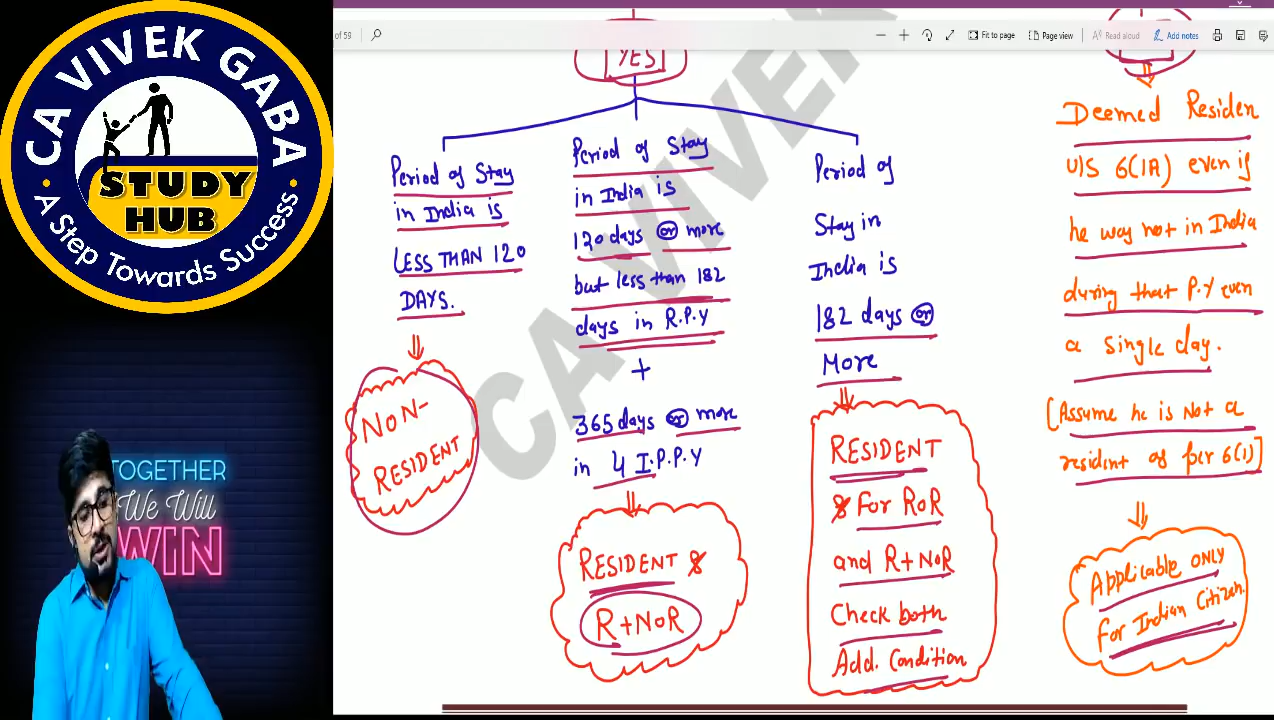 CA VIVEK GABA
STUDY
HUB
A Step Towards Success
TOGETHER
We Will
WIN
of 59
Fit to page
Page view
Read aloud
Add notes
CA VIVEK
YES
Period of Stay
in India is
LESS THAN 120
DAYS.
NON-
RESIDENT
Period of Stay
in India is
120 days or more
but less than 182
days in R.P.Y
+
365 days or more
in 4 I.P.P.Y
RESIDENT &
R+NOR
Period of
Stay in
India is
182 days or
More
RESIDENT
& For ROR
and R+NOR
Check both
Add. Condition
Deemed Residen
U/S 6(1A) even if
he way not in India
during that P.Y even
a single day.
[Assume he is Not a
resident as per 6(1)]
Applicable ONLY
for Indian Citizen.